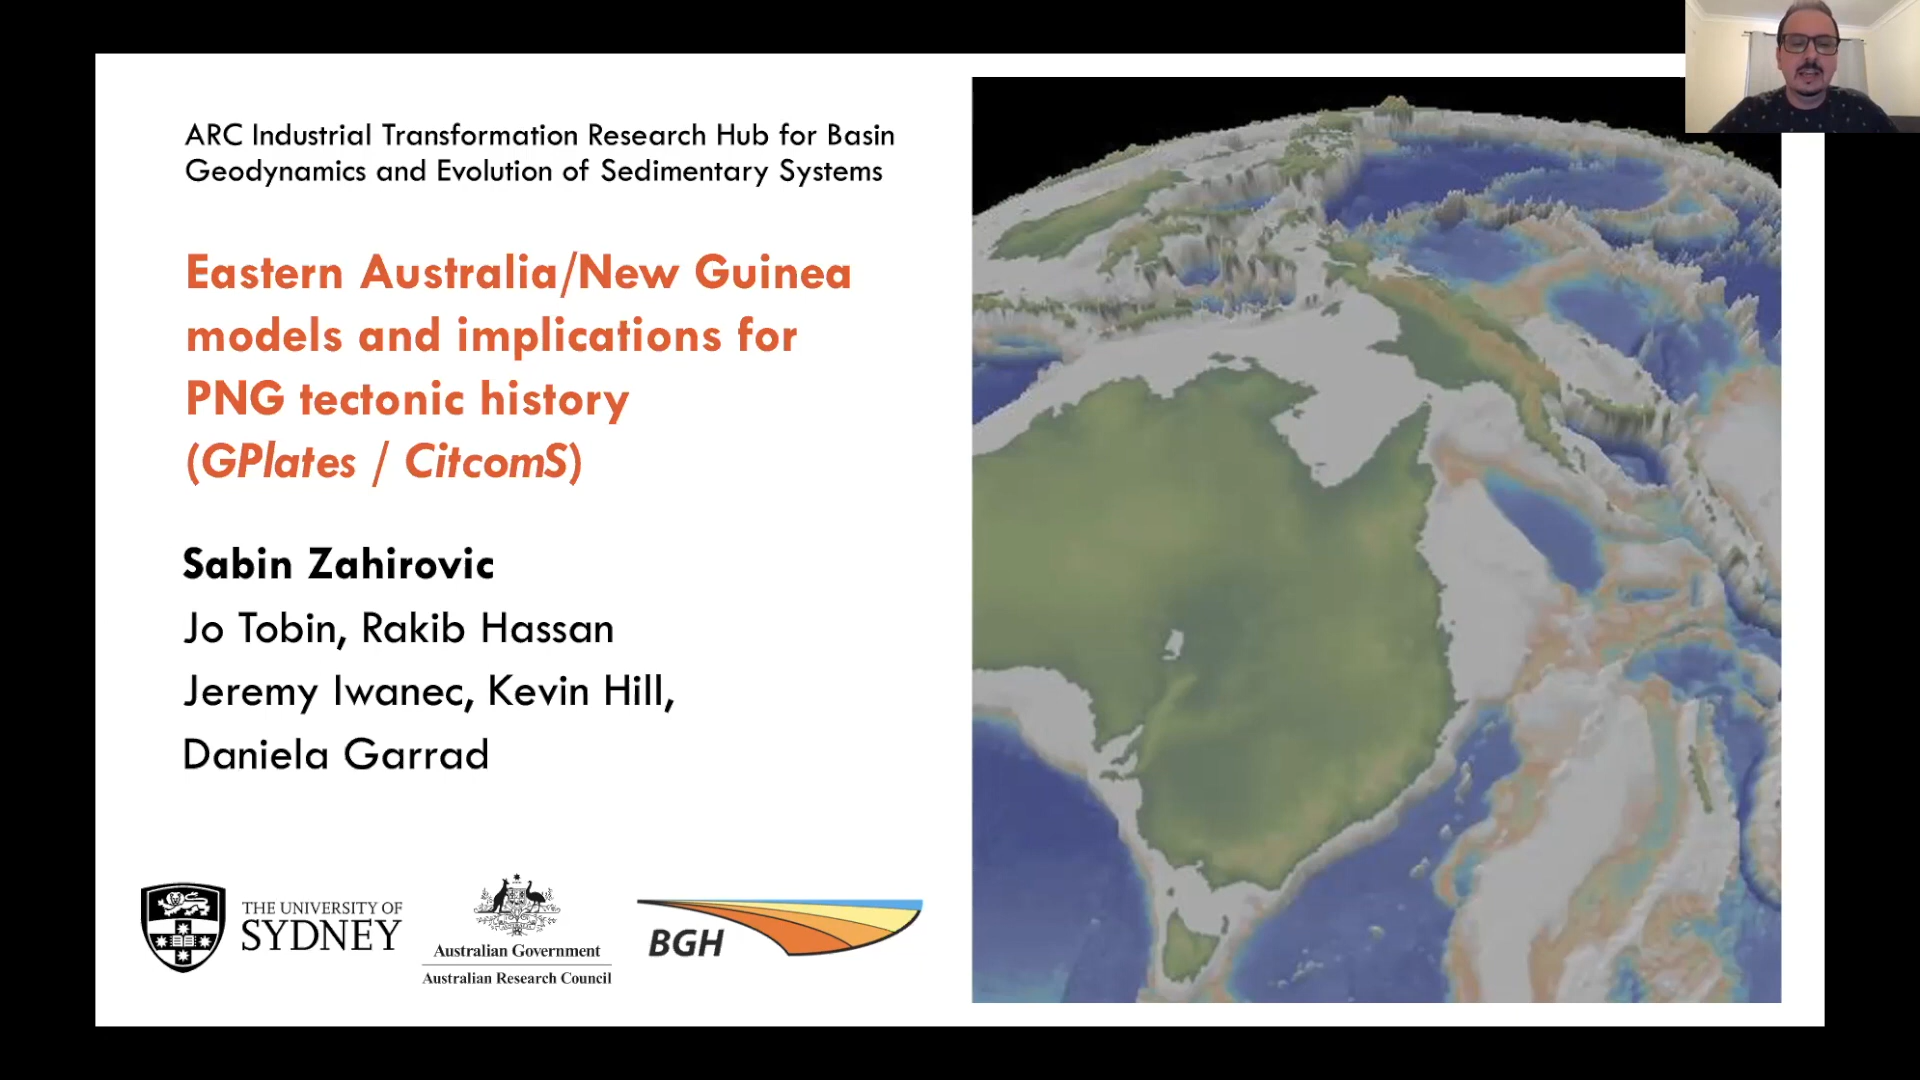 ARC Industrial Transformation Research Hub for Basin
Geodynamics and Evolution of Sedimentary Systems
Eastern Australia/New Guinea
models and implications for
PNG tectonic history
(GPlates / CitcomS)
Sabin Zahirovic
Jo Tobin, Rakib Hassan
Jeremy Iwanec, Kevin Hill,
Daniela Garrad
THE UNIVERSITY OF
SYDNEY
Australian Government
Australian Research Council
BGH